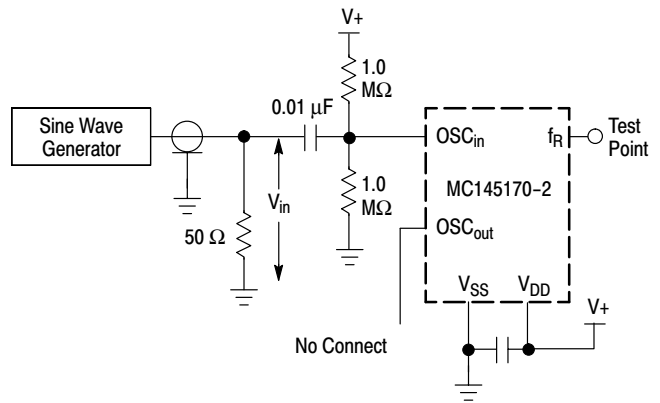 V+
1.0
MΩ
0.01 µF
Sine Wave
Generator
OSCin
fR
Test
Point
Vin
1.0
MΩ
MC145170-2
50 Ω
OSCout
VSS
VDD
V+
No Connect